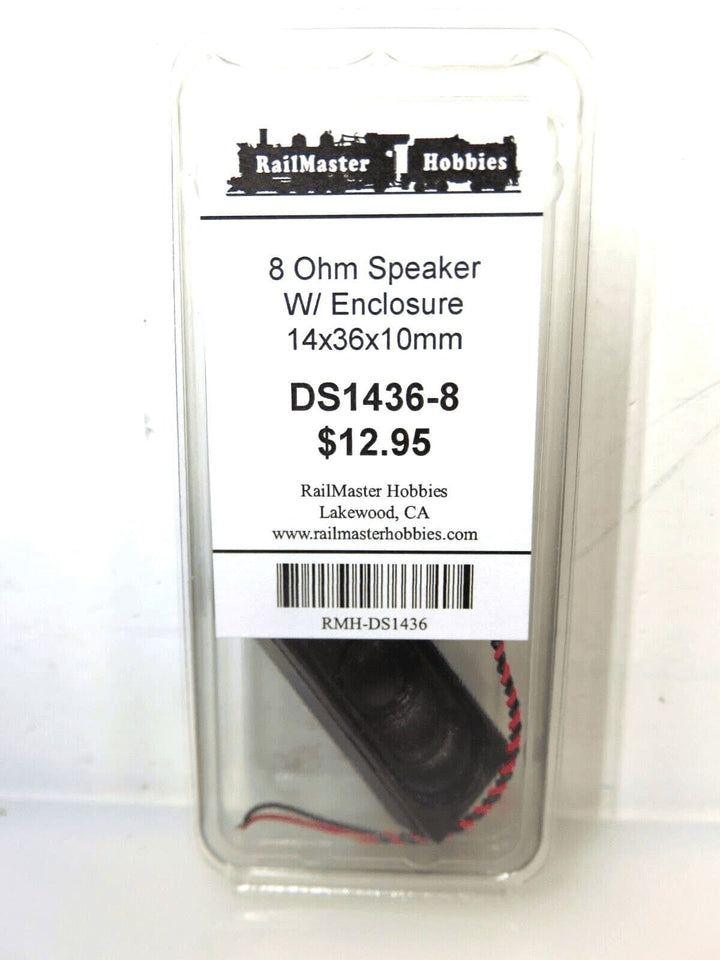 RailMaster Hobbies
8 Ohm Speaker
W/ Enclosure
14x36x10mm
DS1436-8
$12.95
RailMaster Hobbies
Lakewood, CA
www.railmasterhobbies.com
RMH-DS1436